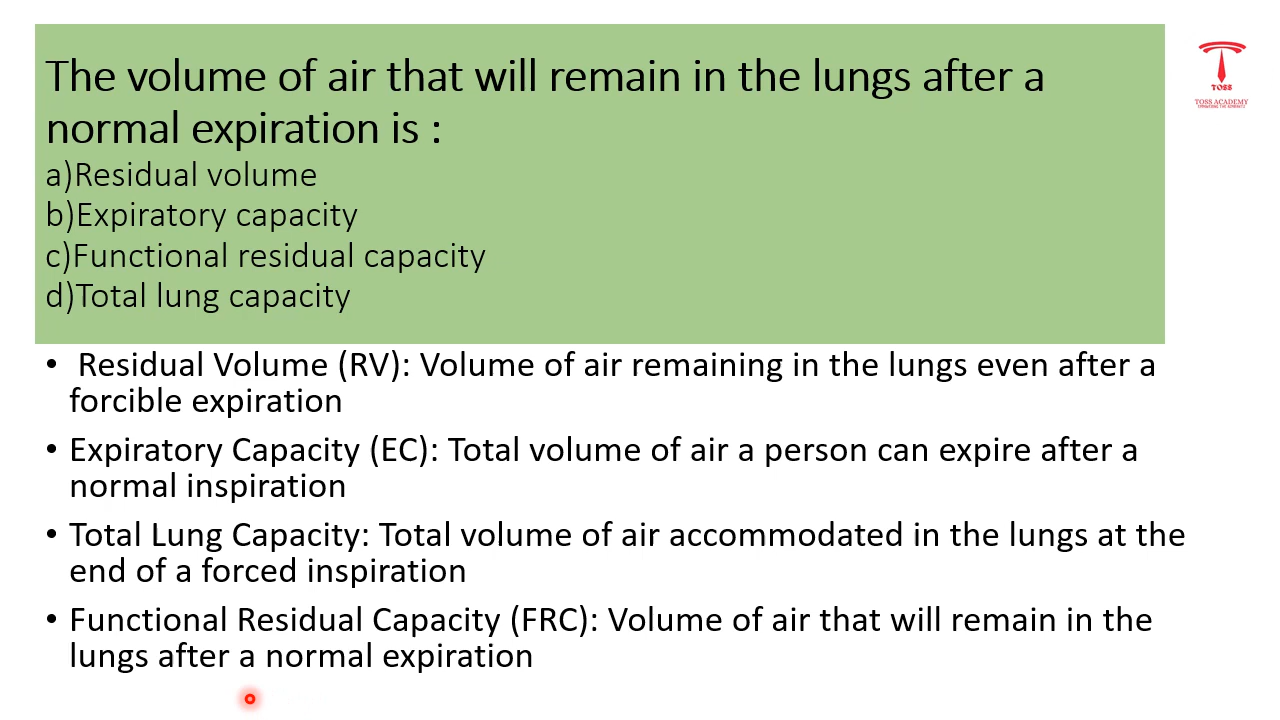 The volume of air that will remain in the lungs after a
normal expiration is :
a)Residual volume
b)Expiratory capacity
c)Functional residual capacity
d)Total lung capacity
TOSS
TOSS ACADEMY
• Residual Volume (RV): Volume of air remaining in the lungs even after a
forcible expiration
• Expiratory Capacity (EC): Total volume of air a person can expire after a
normal inspiration
• Total Lung Capacity: Total volume of air accommodated in the lungs at the
end of a forced inspiration
• Functional Residual Capacity (FRC): Volume of air that will remain in the
lungs after a normal expiration